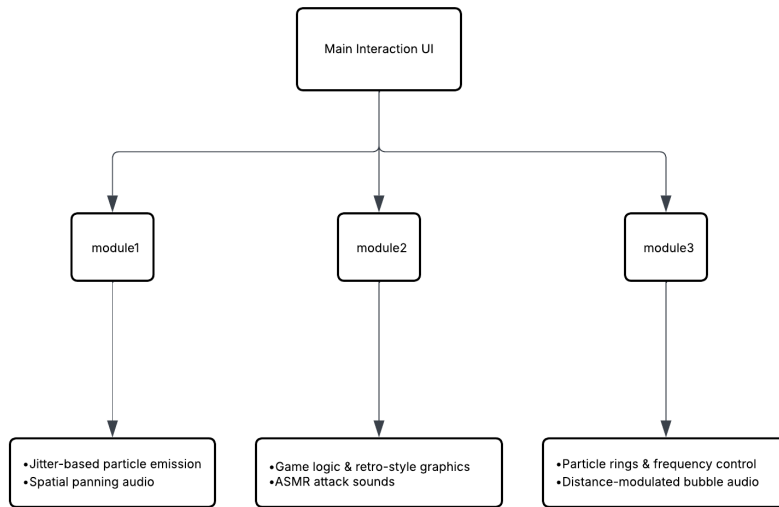 Main Interaction UI
module1
module2
module3
•Jitter-based particle emission
•Spatial panning audio
•Game logic & retro-style graphics
•ASMR attack sounds
•Particle rings & frequency control
•Distance-modulated bubble audio